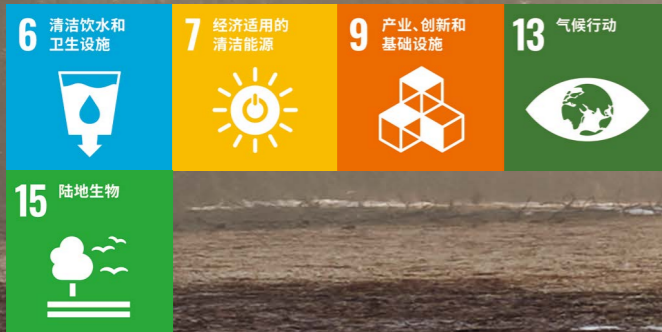 6 清洁饮水和
卫生设施
7 经济适用的
清洁能源
9 产业、创新和
基础设施
13 气候行动
15 陆地生物